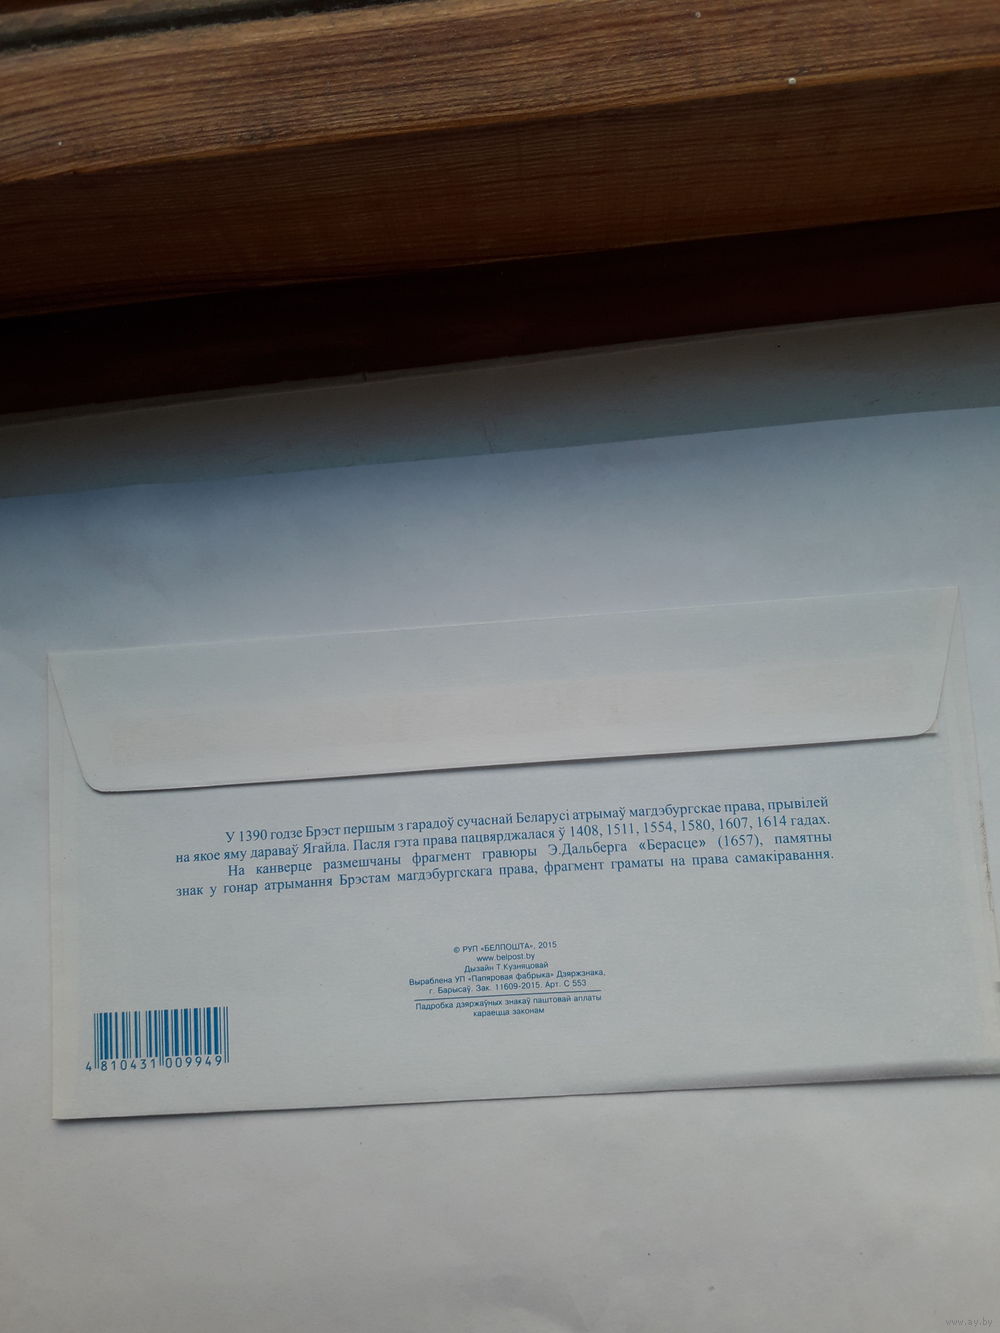 У 1390 годзе Брэст першым з гарадоў сучаснай Беларусі атрымаў магдэбургскае права, прывілей
на якое яму дараваў Ягайла. Пасля гэта права пацвярджалася ў 1408, 1511, 1554, 1580, 1607, 1614 гадах.
На канверце размешчаны фрагмент гравюры Э.Дальберга «Берасце» (1657), памятны
знак у гонар атрымання Брэстам магдэбургскага права, фрагмент граматы на права самакіравання.
© РУП «БЕЛПОШТА», 2015
www.belpost.by
Дызайн Т.Кузняцовай
Выраблена УП «Папяровая фабрыка» Дзяржзнака,
г. Барысаў. Зак. 11609-2015. Арт. С 553
Падробка дзяржаўных знакаў паштовай аплаты
караецца законам
4 810431 009949
www.ay.by